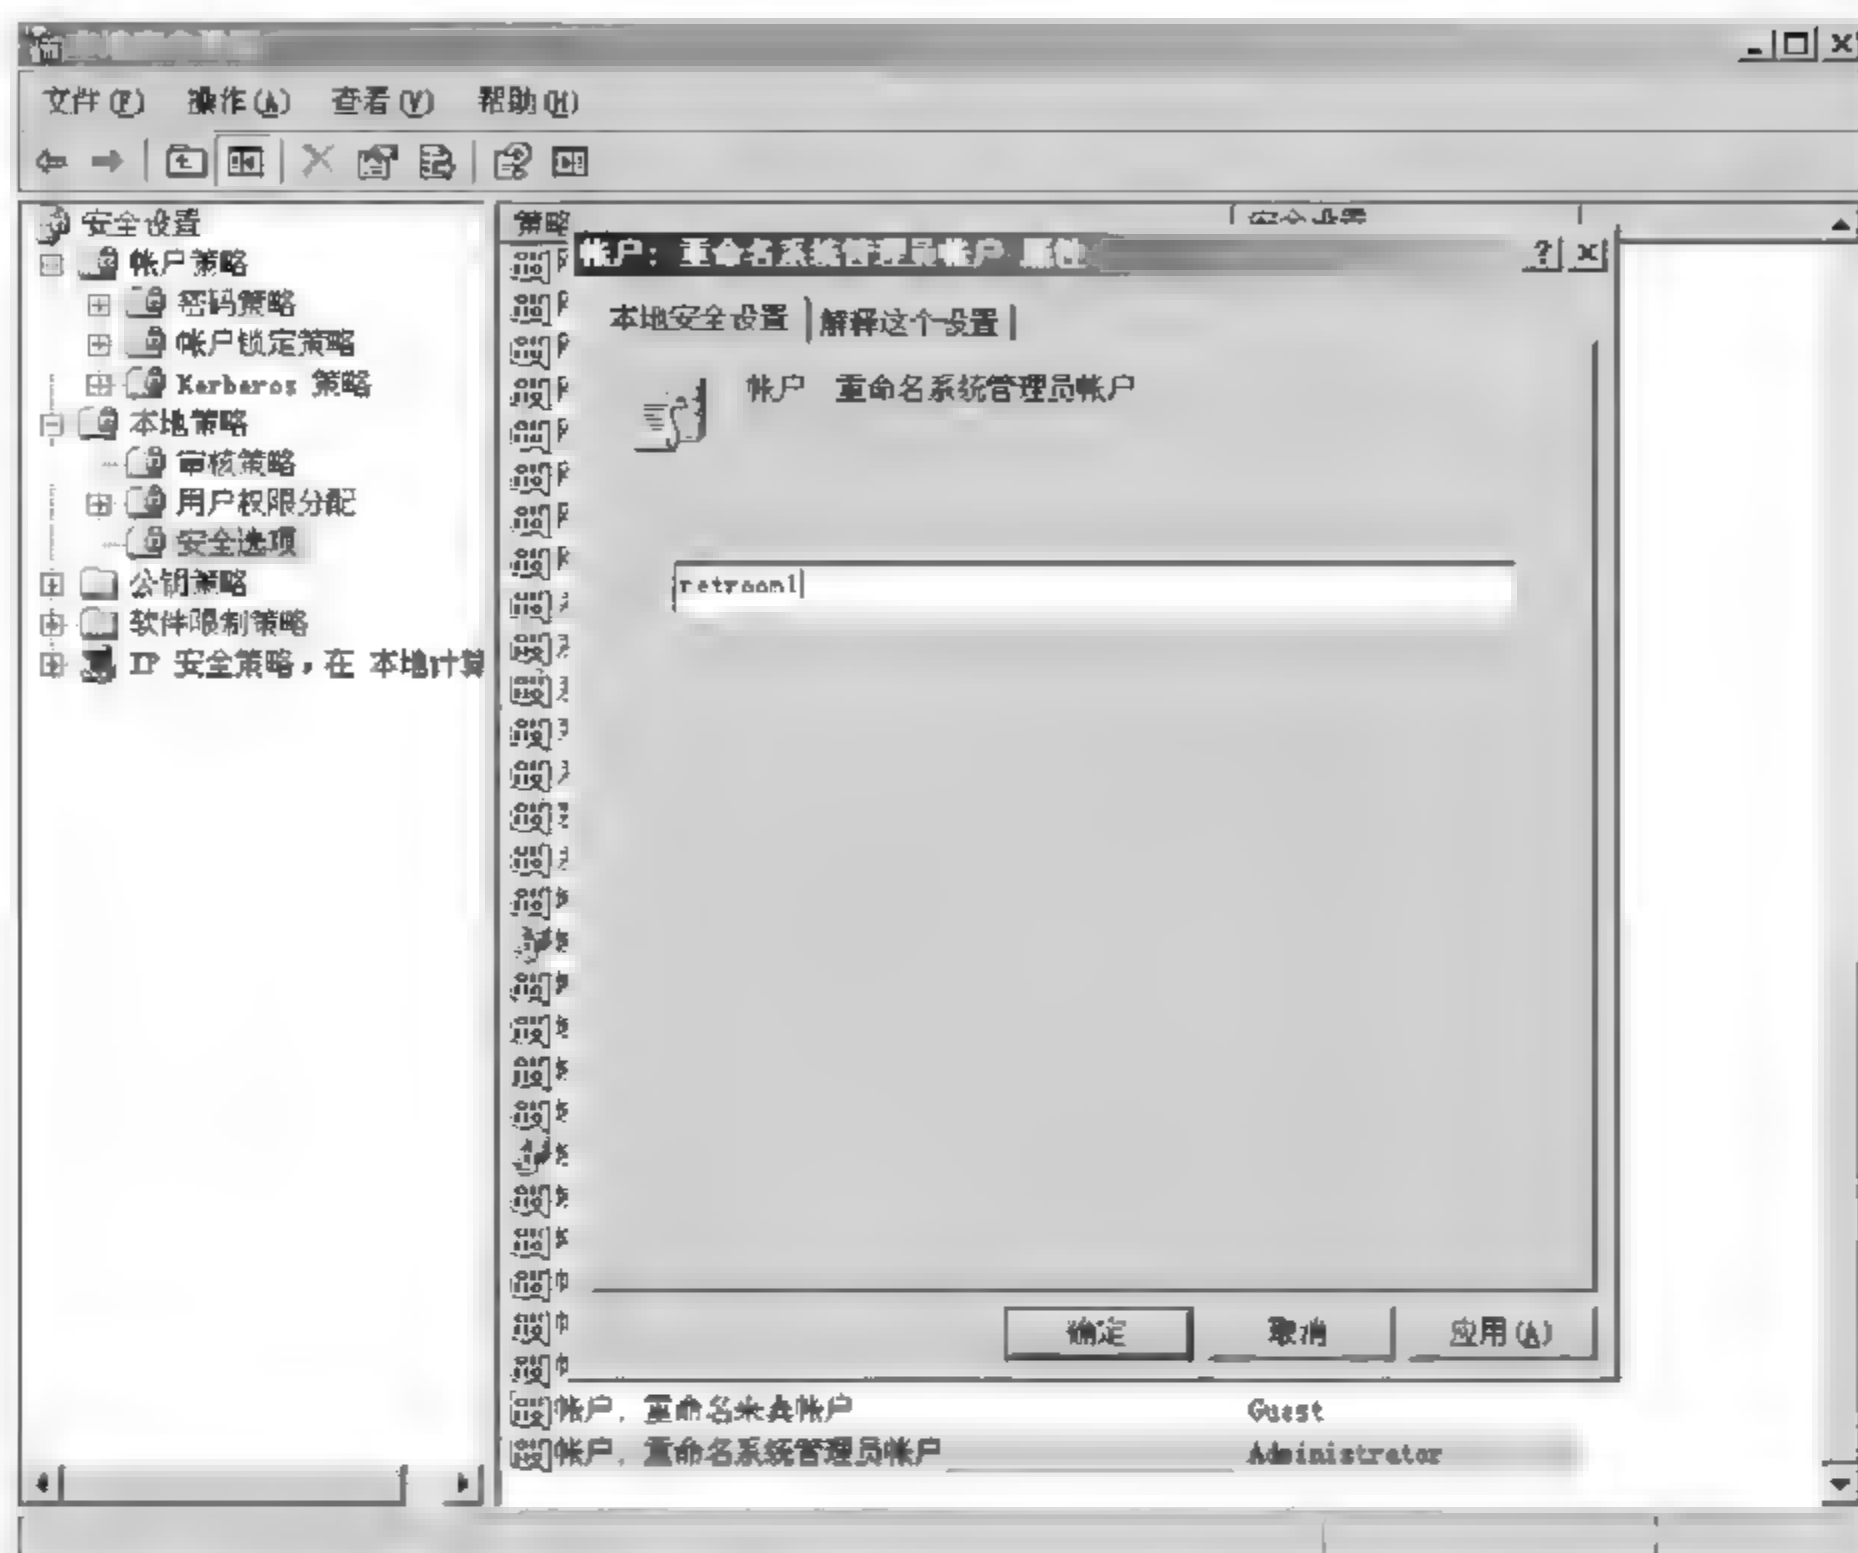 文件(F) 操作(A) 查看(V) 帮助(H)
安全设置
帐户策略
密码策略
帐户锁定策略
Kerberos 策略
本地策略
审核策略
用户权限分配
安全选项
公钥策略
软件限制策略
IP 安全策略，在 本地计算
策略 安全设置
帐户: 重命名系统管理员帐户 属性
本地安全设置 解释这个设置
帐户 重命名系统管理员帐户
确定 取消 应用(A)
帐户: 重命名来宾帐户 Guest
帐户: 重命名系统管理员帐户 Administrator